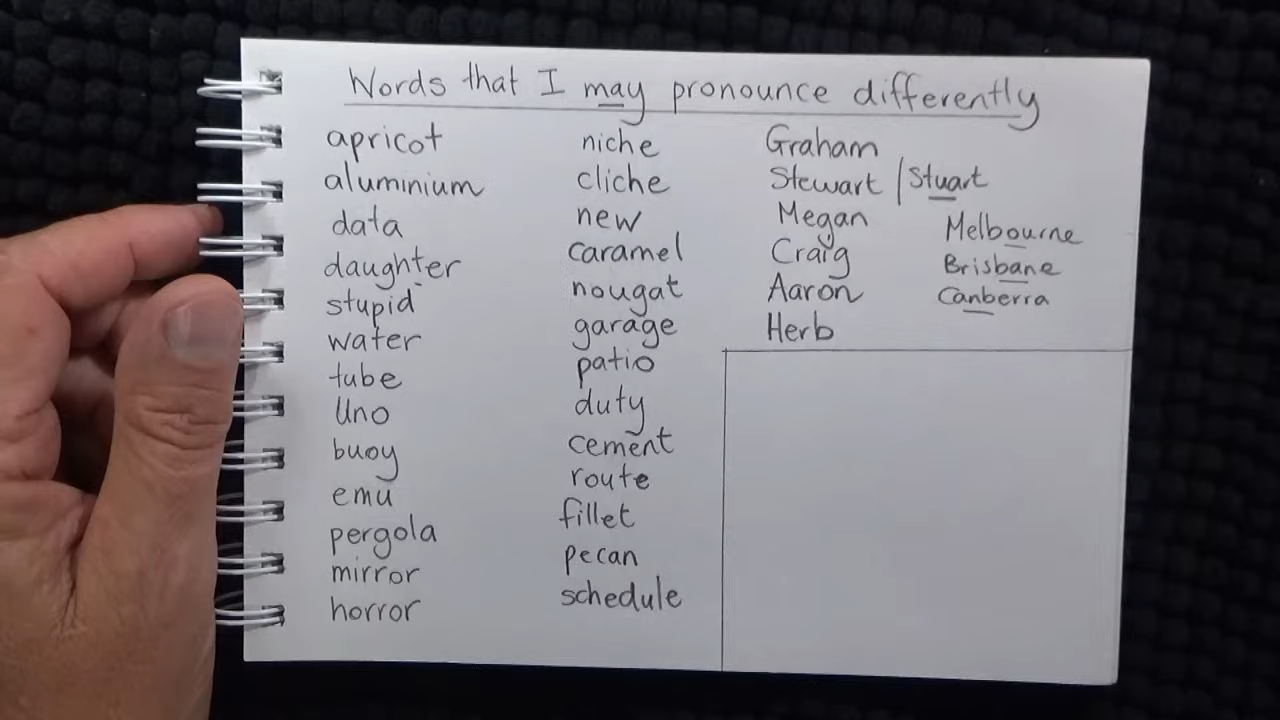 Words that I may pronounce differently
apricot
aluminium
data
daughter
stupid
water
tube
Uno
buoy
emu
pergola
mirror
horror
niche
cliche
new
caramel
nougat
garage
patio
duty
cement
route
fillet
pecan
schedule
Graham
Stewart / Stuart
Megan
Craig
Aaron
Herb
Melbourne
Brisbane
Canberra